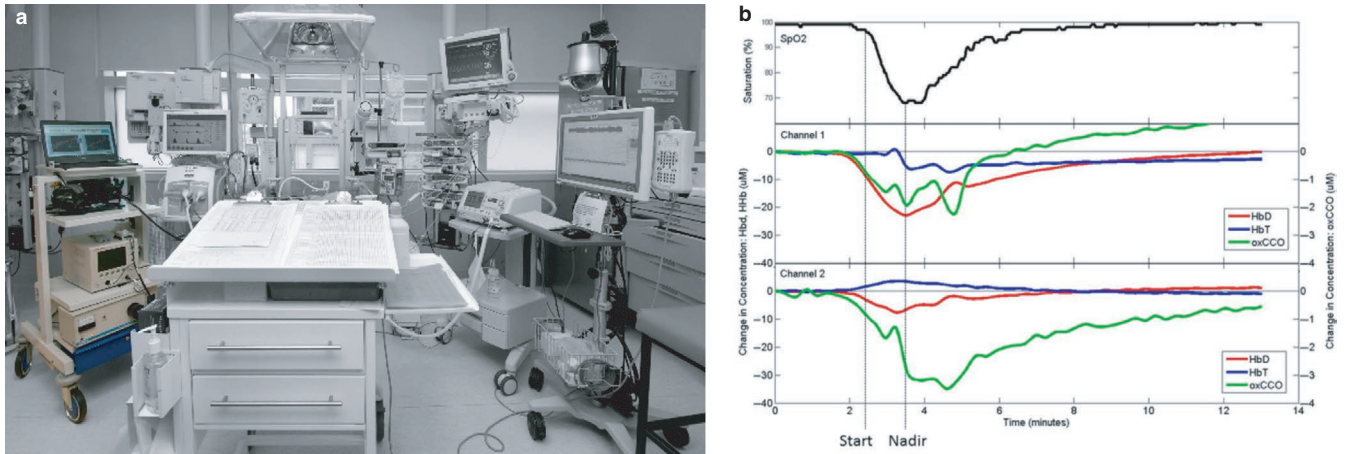 a
b
100
90
80
70
Saturation (%)
SpO2
Channel 1
0
−10
−20
−30
−40
0
−1
−2
−3
−4
HbD
HbT
oxCCO
Channel 2
0
−10
−20
−30
−40
0
−1
−2
−3
−4
HbD
HbT
oxCCO
Change in Concentration: Hbd, HHb (uM)
Change in Concentration: oxCCO (uM)
0 2 4 6 8 10 12 14
Time (minutes)
Start Nadir